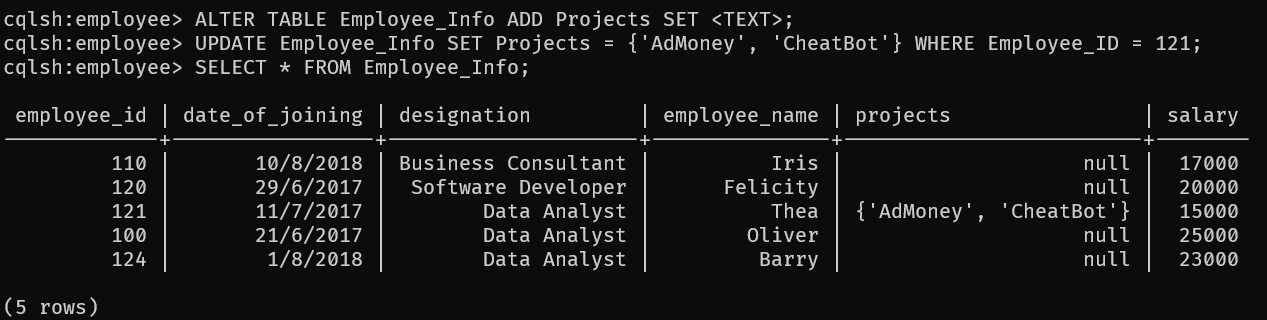 cqlsh:employee> ALTER TABLE Employee_Info ADD Projects SET <TEXT>;
cqlsh:employee> UPDATE Employee_Info SET Projects = {'AdMoney', 'CheatBot'} WHERE Employee_ID = 121;
cqlsh:employee> SELECT * FROM Employee_Info;
employee_id | date_of_joining | designation | employee_name | projects | salary
110 | 10/8/2018 | Business Consultant | Iris | null | 17000
120 | 29/6/2017 | Software Developer | Felicity | null | 20000
121 | 11/7/2017 | Data Analyst | Thea | {'AdMoney', 'CheatBot'} | 15000
100 | 21/6/2017 | Data Analyst | Oliver | null | 25000
124 | 1/8/2018 | Data Analyst | Barry | null | 23000
(5 rows)